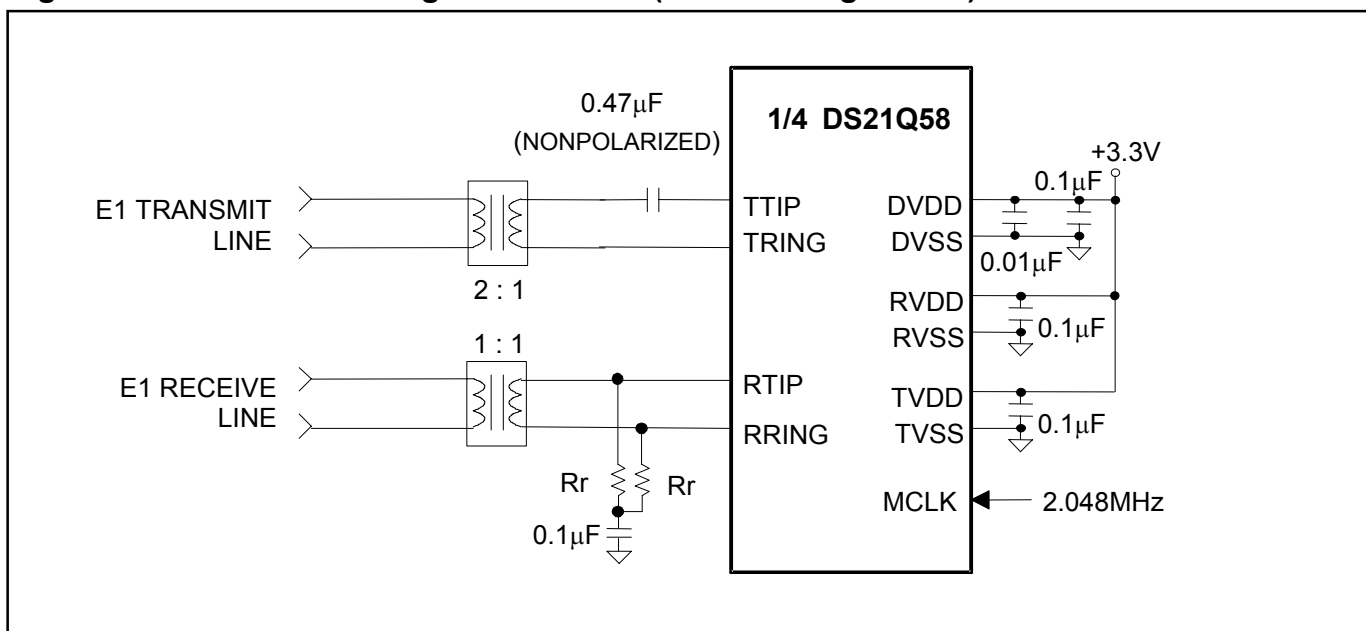 0.47μF
(NONPOLARIZED)
1/4 DS21Q58
+3.3V
0.1μF
E1 TRANSMIT
LINE
2 : 1
TTIP
TRING
DVDD
DVSS
0.01μF
RVDD
RVSS
0.1μF
1 : 1
E1 RECEIVE
LINE
RTIP
RRING
TVDD
TVSS
0.1μF
Rr
Rr
0.1μF
MCLK
2.048MHz